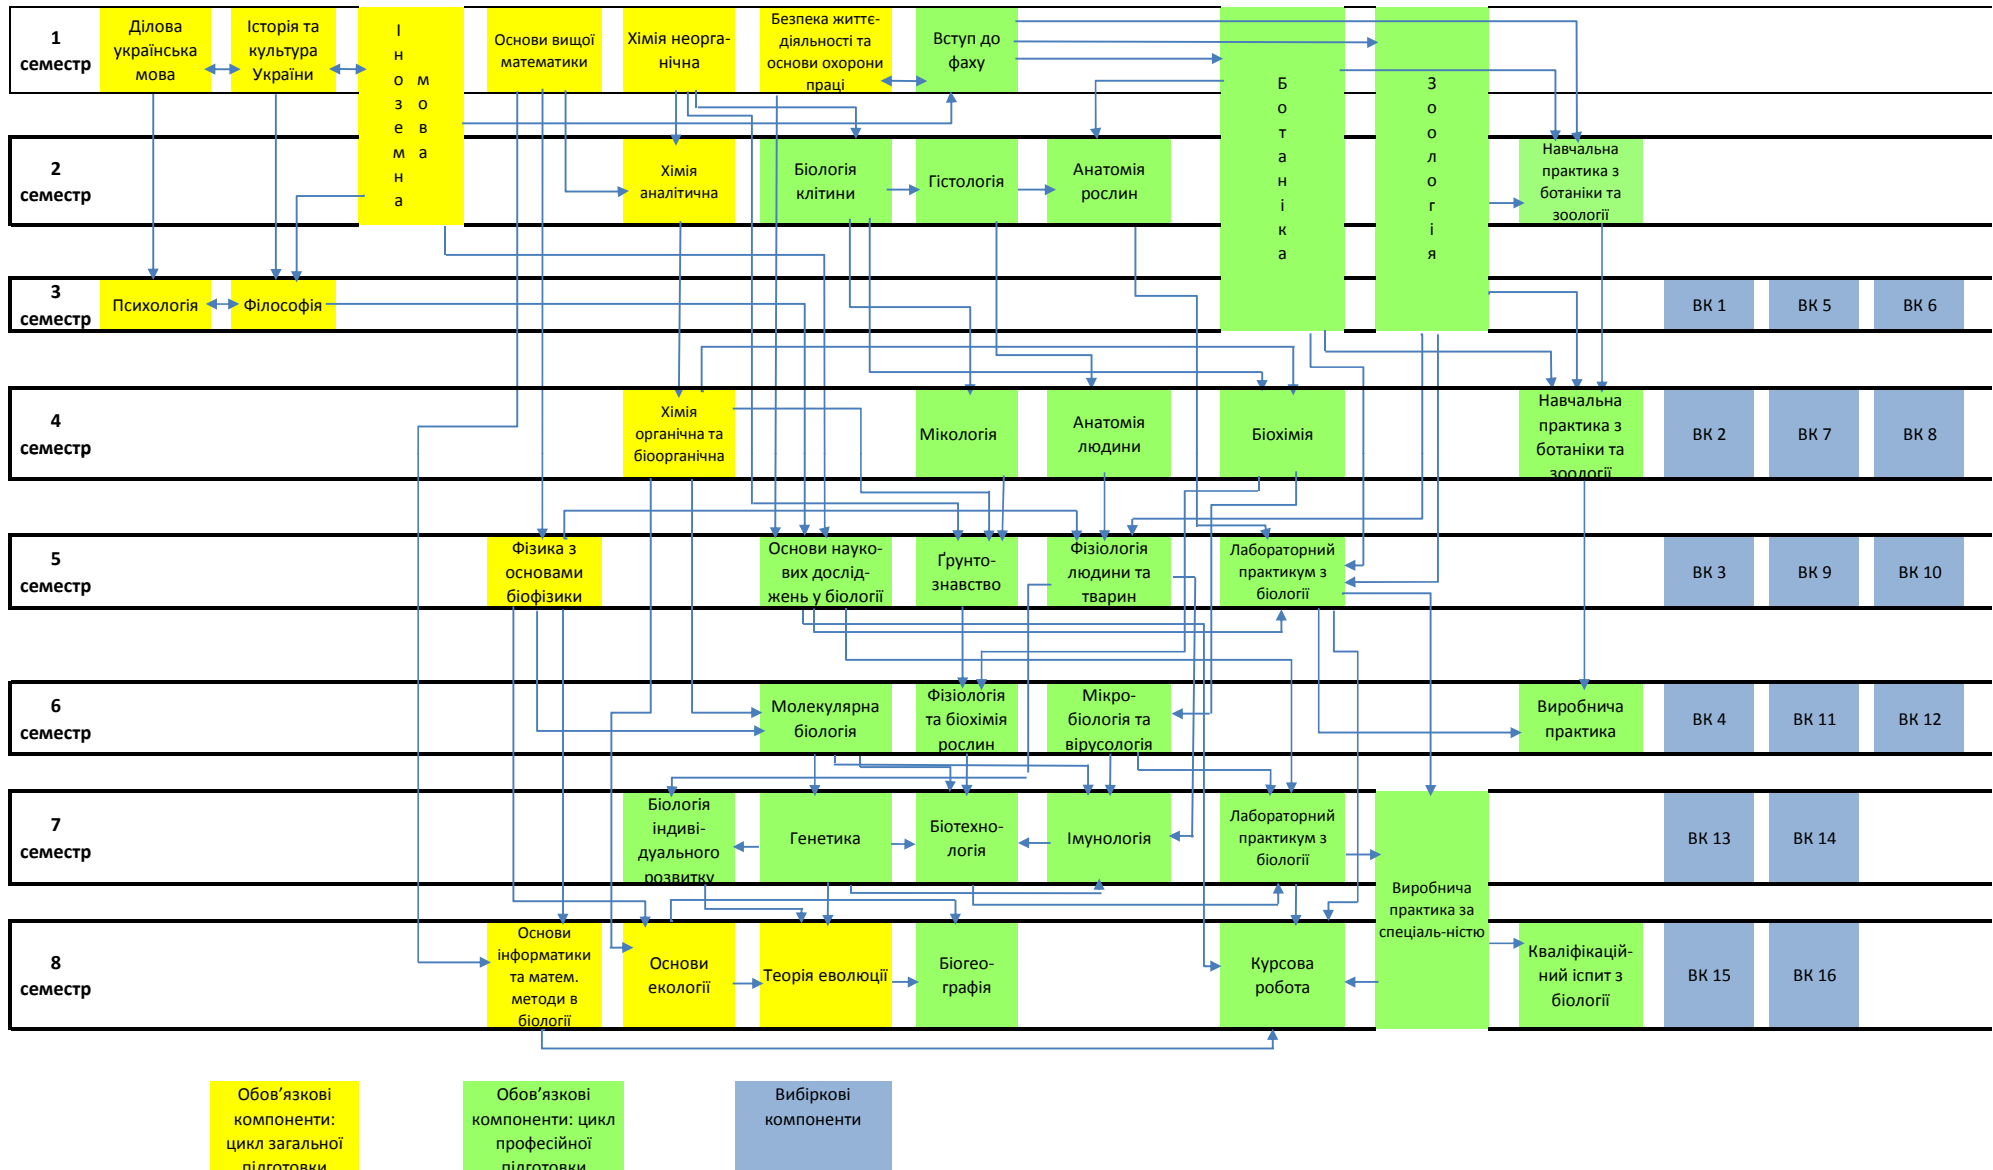 1
семестр
Ділова
українська
мова
Історія та
культура
України
Іноземна
мова
Основи вищої
математики
Хімія неорга-
нічна
Безпека життє-
діяльності та
основи охорони
праці
Вступ до
фаху
Ботаніка
Зоологія
2
семестр
Хімія
аналітична
Біологія
клітини
Гістологія
Анатомія
рослин
Навчальна
практика з
ботаніки та
зоології
3
семестр
Психологія
Філософія
ВК 1
ВК 5
ВК 6
4
семестр
Хімія
органічна та
біоорганічна
Мікологія
Анатомія
людини
Біохімія
Навчальна
практика з
ботаніки та
зоології
ВК 2
ВК 7
ВК 8
5
семестр
Фізика з
основами
біофізики
Основи науко-
вих дослід-
жень у біології
Ґрунто-
знавство
Фізіологія
людини та
тварин
Лабораторний
практикум з
біології
ВК 3
ВК 9
ВК 10
6
семестр
Молекулярна
біологія
Фізіологія
та біохімія
рослин
Мікро-
біологія та
вірусологія
Виробнича
практика
ВК 4
ВК 11
ВК 12
7
семестр
Біологія
індиві-
дуального
розвитку
Генетика
Біотехно-
логія
Імунологія
Лабораторний
практикум з
біології
Виробнича
практика за
спеціаль-ністю
ВК 13
ВК 14
8
семестр
Основи
інформатики
та матем.
методи в
біології
Основи
екології
Теорія еволюції
Біогео-
графія
Курсова
робота
Кваліфікацій-
ний іспит з
біології
ВК 15
ВК 16
Обов’язкові
компоненти:
цикл загальної
підготовки
Обов’язкові
компоненти: цикл
професійної
підготовки
Вибіркові
компоненти